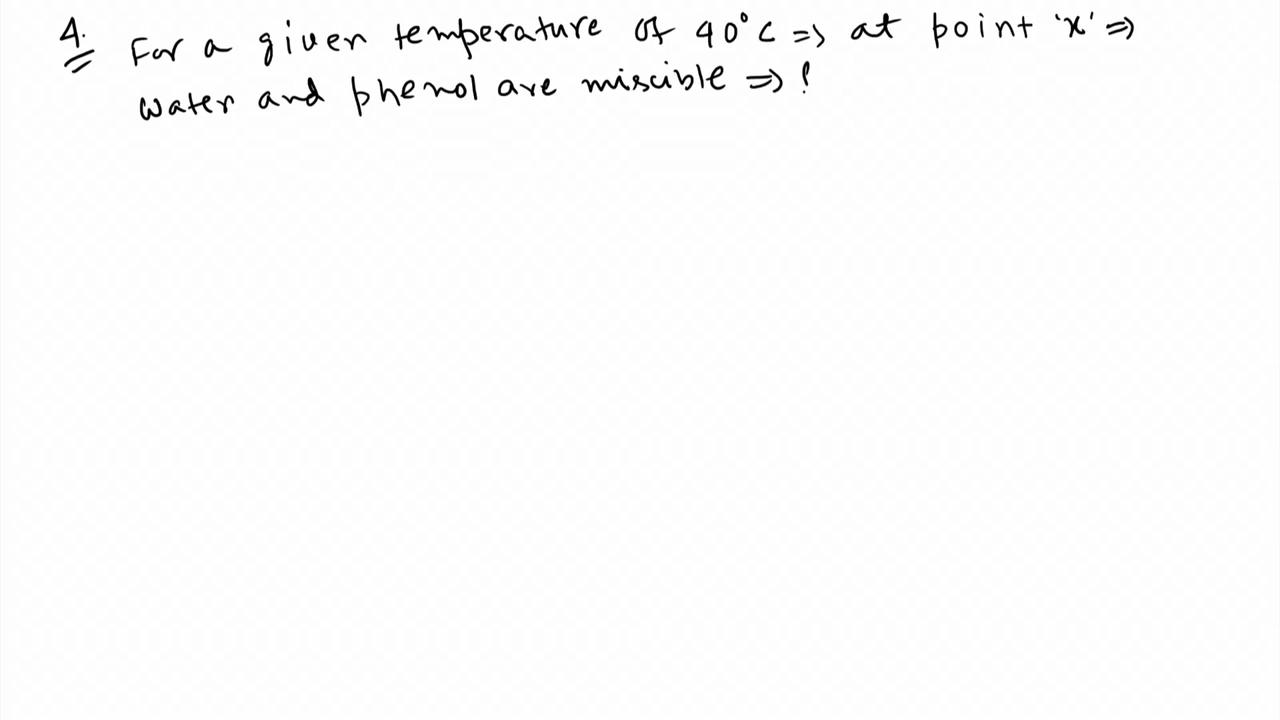 4. For a given temperature of 40°C => at point 'x' =>
water and phenol are miscible => ?